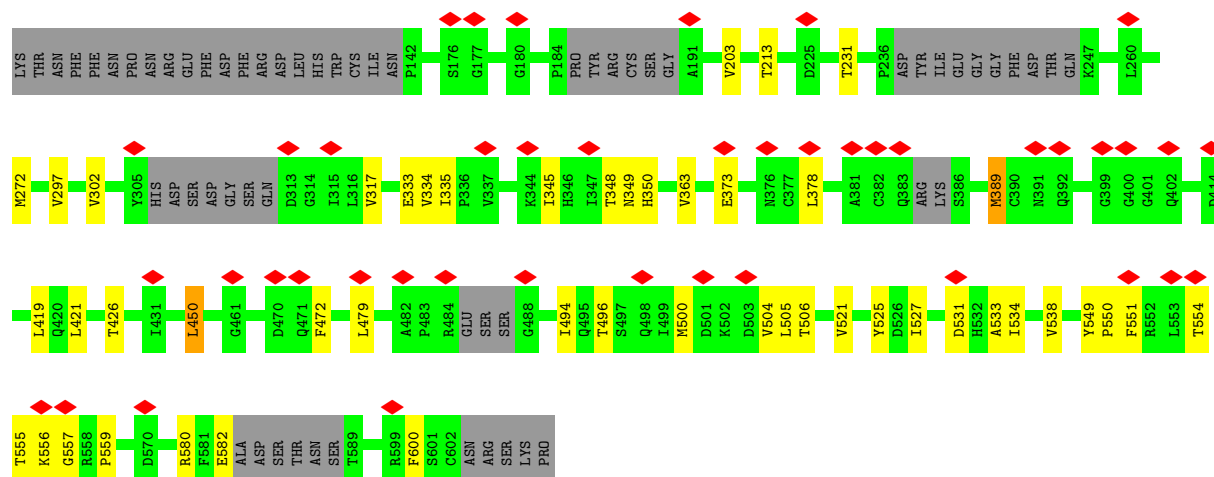 LYS THR ASN PHE PHE ASN PRO ASN ARG GLU PHE ASP PHE ARG ASP LEU HIS TRP CYS ILE ASN P142 S176 G177 G180 P184 PRO TYR ARG CYS SER GLY A191 V203 T213 D225 T231 P236 ASP TYR ILE GLU GLY GLY PHE ASP THR GLN K247 L260
M272 V297 V302 Y305 HIS ASP SER ASP GLY SER GLN D313 G314 I315 L316 V317 E333 V334 I335 P336 V337 K344 I345 H346 I347 T348 N349 H350 V363 E373 N376 C377 L378 A381 C382 Q383 ARG LYS S386 M389 C390 N391 Q392 G399 G400 G401 Q402
L419 Q420 L421 T426 I431 L450 G461 D470 Q471 F472 L479 A482 P483 R484 GLU SER SER G488 I494 Q495 T496 S497 Q498 I499 M500 D501 K502 D503 V504 L505 T506 V521 Y525 D526 I527 D531 H532 A533 I534 V538 Y549 P550 F551 R552 L553 T554
T555 K556 G557 R558 P559 D570 R580 F581 E582 ALA ASP SER THR ASN SER T589 R599 F600 S601 C602 ASN ARG SER LYS PRO